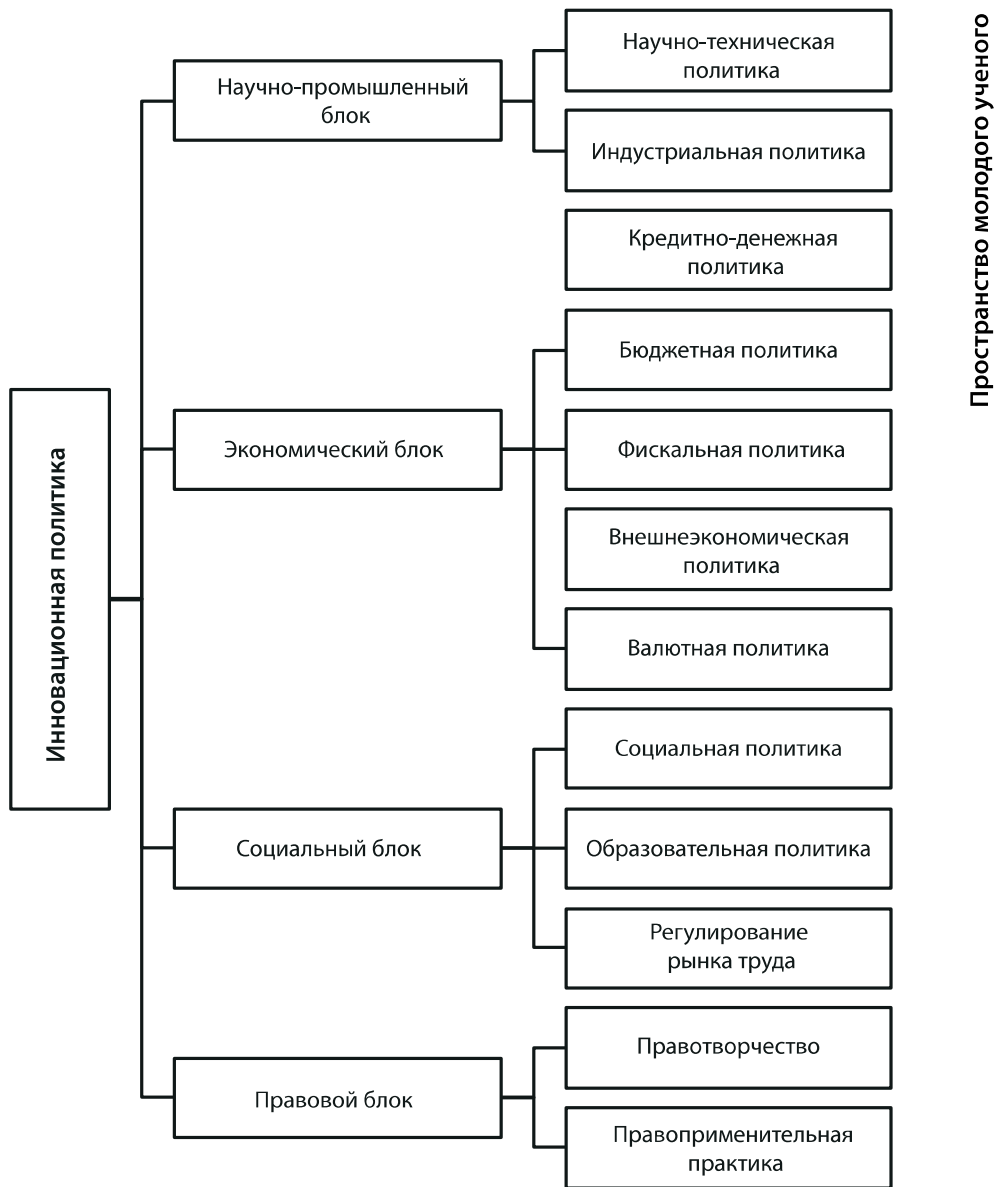 Инновационная политика
Научно-промышленный
блок
Научно-техническая
политика
Индустриальная политика
Экономический блок
Кредитно-денежная
политика
Бюджетная политика
Фискальная политика
Внешнеэкономическая
политика
Валютная политика
Социальный блок
Социальная политика
Образовательная политика
Регулирование
рынка труда
Правовой блок
Правотворчество
Правоприменительная
практика
Пространство молодого ученого